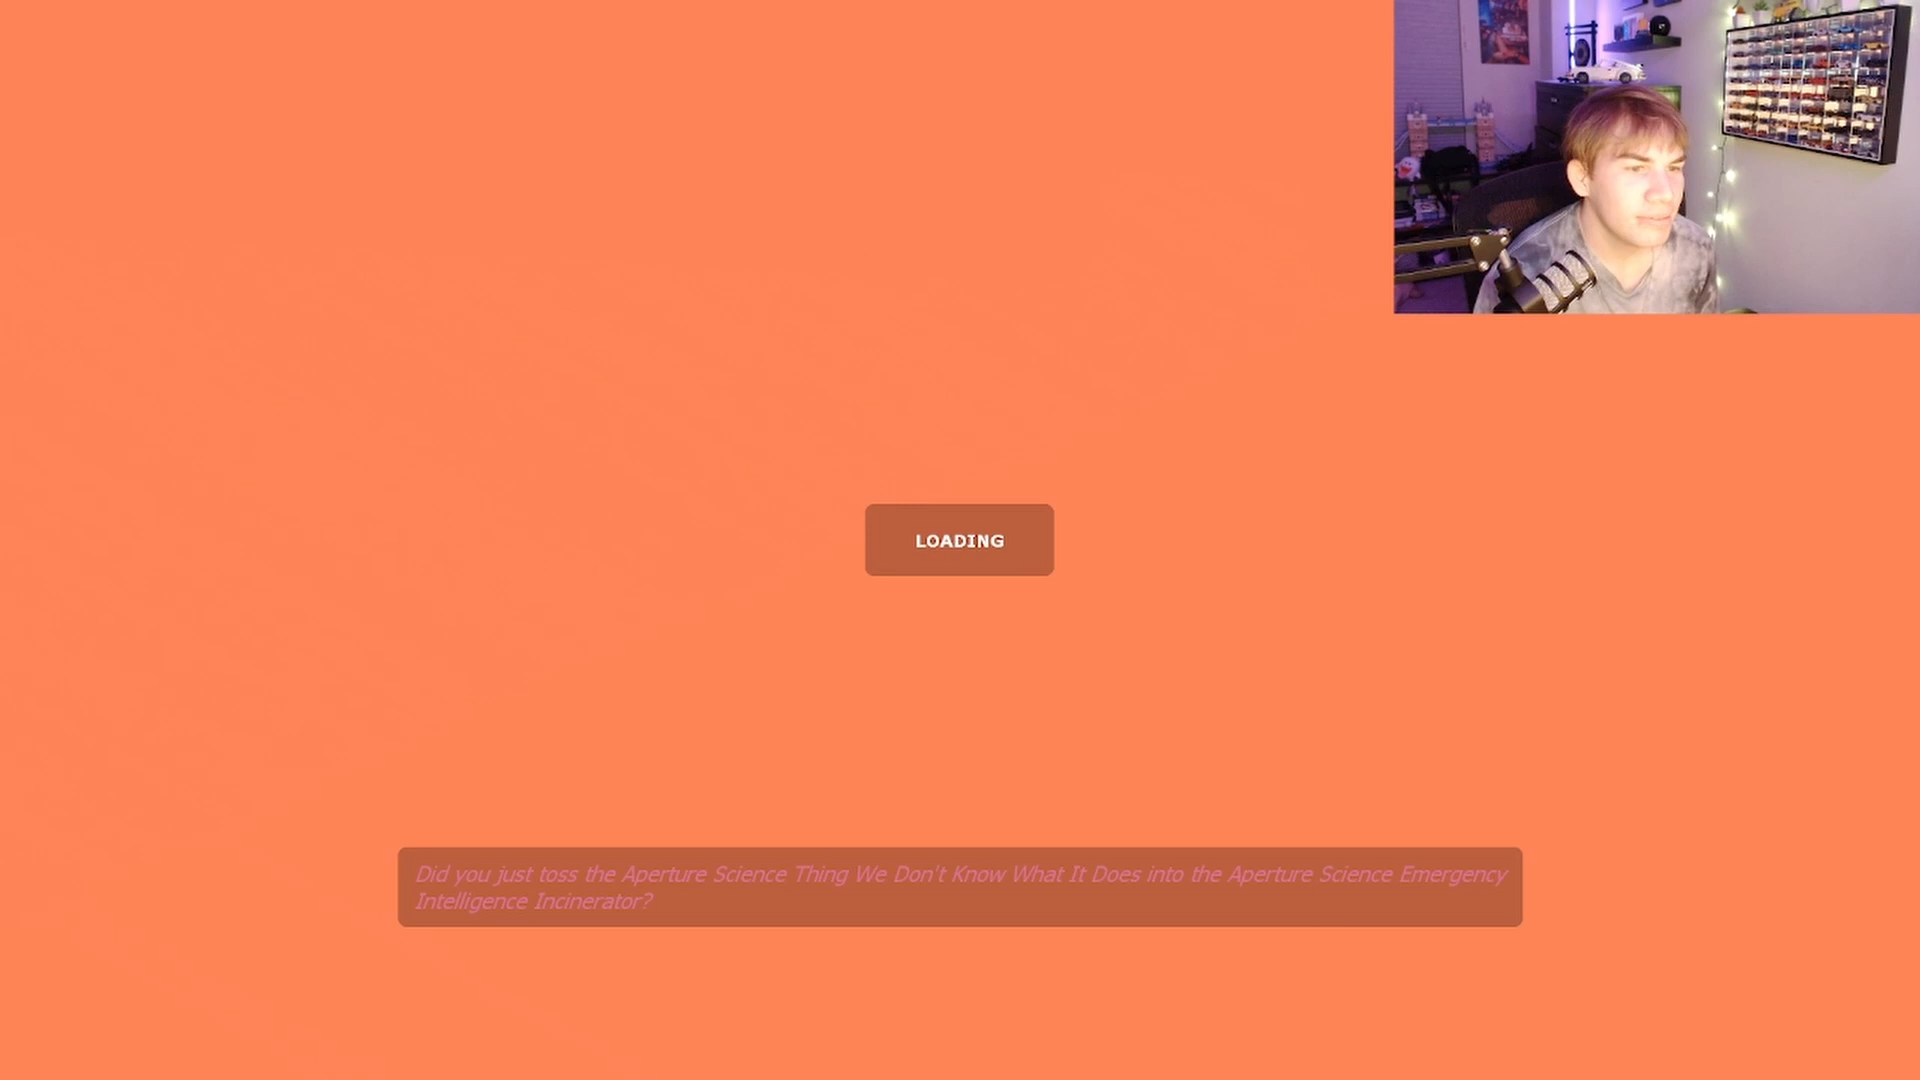 LOADING
Did you just toss the Aperture Science Thing We Don't Know What It Does into the Aperture Science Emergency
Intelligence Incinerator?